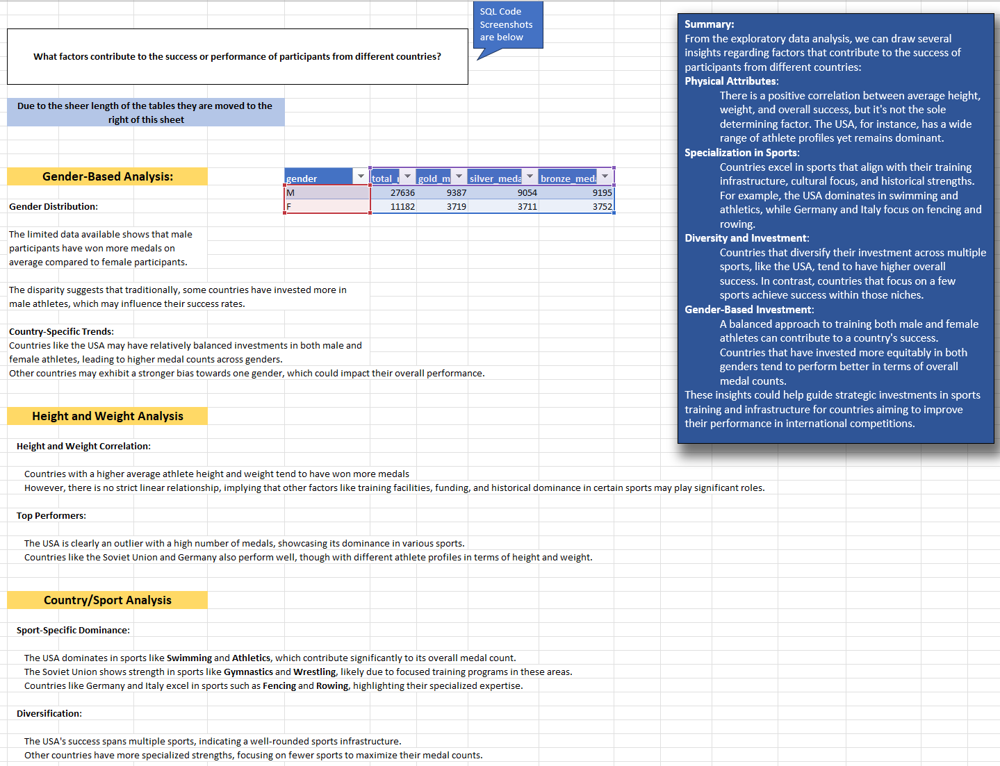 SQL Code
Screenshots
are below
What factors contribute to the success or performance of participants from different countries?
Due to the sheer length of the tables they are moved to the
right of this sheet
Gender-Based Analysis:
gender total_ gold_m silver_meda bronze_meda
M 27636 9387 9054 9195
F 11182 3719 3711 3752
Gender Distribution:
The limited data available shows that male
participants have won more medals on
average compared to female participants.
The disparity suggests that traditionally, some countries have invested more in
male athletes, which may influence their success rates.
Country-Specific Trends:
Countries like the USA may have relatively balanced investments in both male and
female athletes, leading to higher medal counts across genders.
Other countries may exhibit a stronger bias towards one gender, which could impact their overall performance.
Height and Weight Analysis
Height and Weight Correlation:
Countries with a higher average athlete height and weight tend to have won more medals
However, there is no strict linear relationship, implying that other factors like training facilities, funding, and historical dominance in certain sports may play significant roles.
Top Performers:
The USA is clearly an outlier with a high number of medals, showcasing its dominance in various sports.
Countries like the Soviet Union and Germany also perform well, though with different athlete profiles in terms of height and weight.
Country/Sport Analysis
Sport-Specific Dominance:
The USA dominates in sports like Swimming and Athletics, which contribute significantly to its overall medal count.
The Soviet Union shows strength in sports like Gymnastics and Wrestling, likely due to focused training programs in these areas.
Countries like Germany and Italy excel in sports such as Fencing and Rowing, highlighting their specialized expertise.
Diversification:
The USA's success spans multiple sports, indicating a well-rounded sports infrastructure.
Other countries have more specialized strengths, focusing on fewer sports to maximize their medal counts.
Summary:
From the exploratory data analysis, we can draw several
insights regarding factors that contribute to the success of
participants from different countries:
Physical Attributes:
There is a positive correlation between average height,
weight, and overall success, but it's not the sole
determining factor. The USA, for instance, has a wide
range of athlete profiles yet remains dominant.
Specialization in Sports:
Countries excel in sports that align with their training
infrastructure, cultural focus, and historical strengths.
For example, the USA dominates in swimming and
athletics, while Germany and Italy focus on fencing and
rowing.
Diversity and Investment:
Countries that diversify their investment across multiple
sports, like the USA, tend to have higher overall
success. In contrast, countries that focus on a few
sports achieve success within those niches.
Gender-Based Investment:
A balanced approach to training both male and female
athletes can contribute to a country's success.
Countries that have invested more equitably in both
genders tend to perform better in terms of overall
medal counts.
These insights could help guide strategic investments in sports
training and infrastructure for countries aiming to improve
their performance in international competitions.